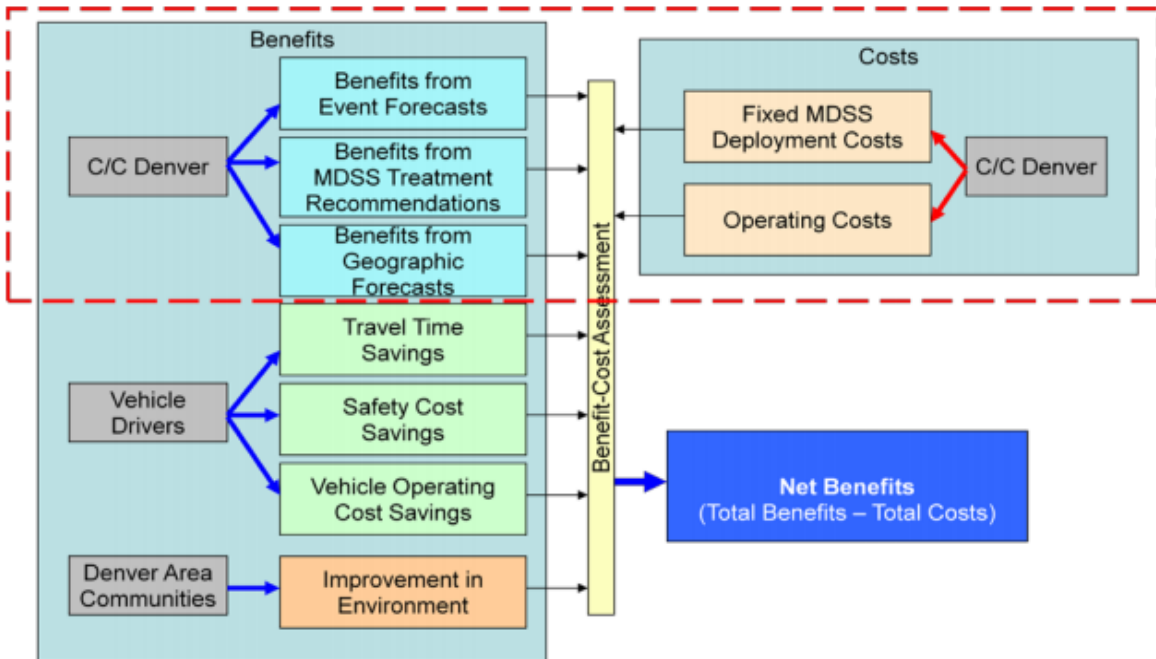 Benefits
C/C Denver
Benefits from
Event Forecasts
Benefits from
MDSS Treatment
Recommendations
Benefits from
Geographic
Forecasts
Vehicle
Drivers
Travel Time
Savings
Safety Cost
Savings
Vehicle Operating
Cost Savings
Denver Area
Communities
Improvement in
Environment
Benefit-Cost Assessment
Costs
Fixed MDSS
Deployment Costs
Operating Costs
C/C Denver
Net Benefits
(Total Benefits – Total Costs)